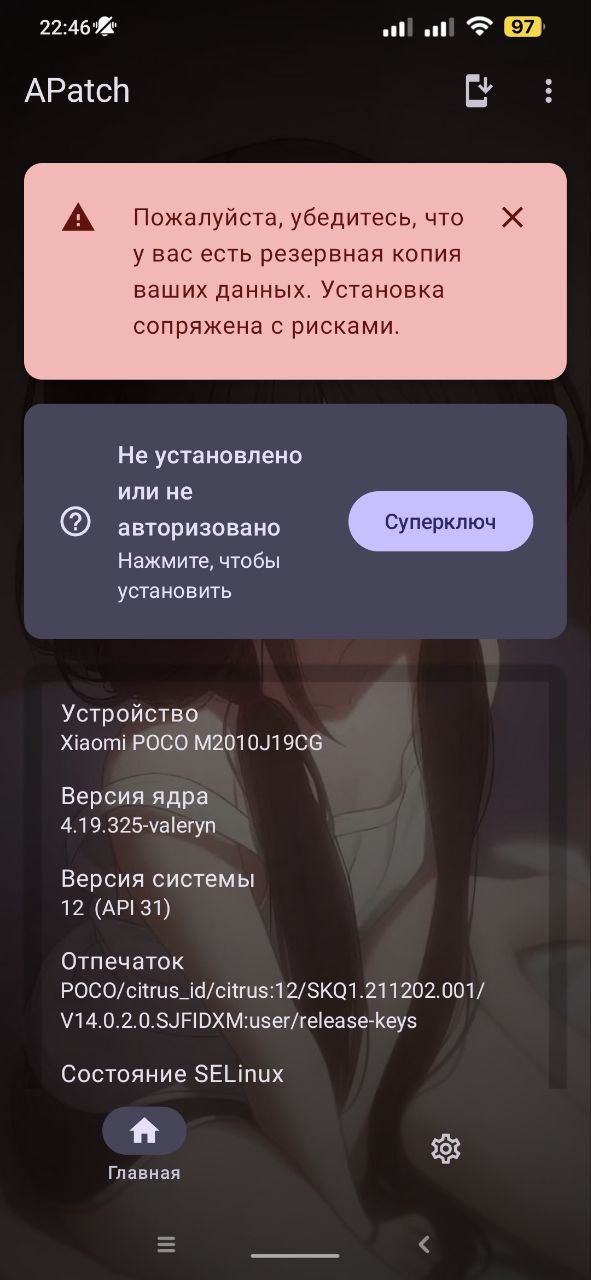 22:46
97
APatch
Пожалуйста, убедитесь, что
у вас есть резервная копия
ваших данных. Установка
сопряжена с рисками.
Не установлено
или не
авторизовано
Нажмите, чтобы
установить
Суперключ
Устройство
Xiaomi POCO M2010J19CG
Версия ядра
4.19.325-valeryn
Версия системы
12 (API 31)
Отпечаток
POCO/citrus_id/citrus:12/SKQ1.211202.001/
V14.0.2.0.SJFIDXM:user/release-keys
Состояние SELinux
Главная